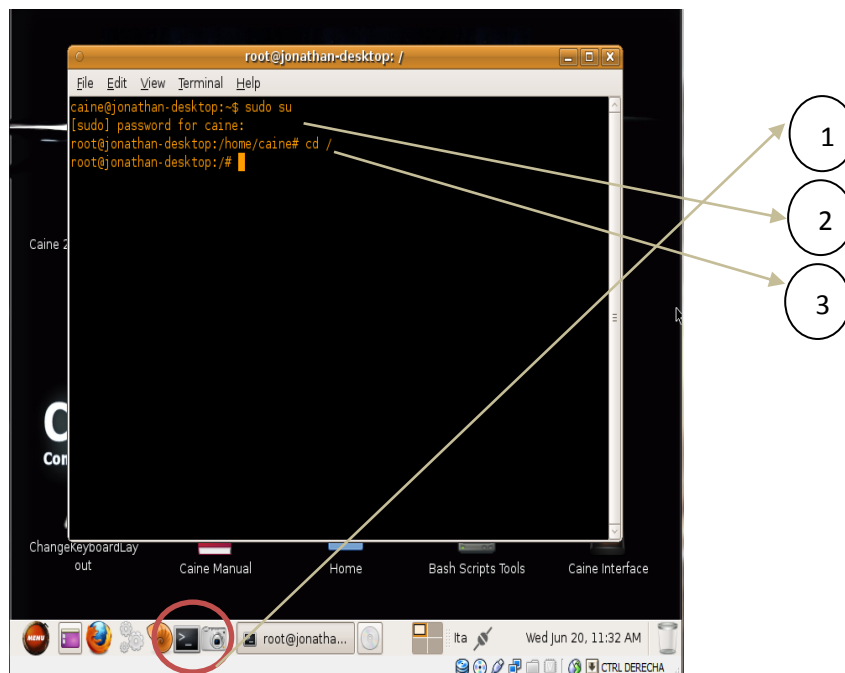 root@jonathan-desktop: /
File Edit View Terminal Help
caine@jonathan-desktop:~$ sudo su
[sudo] password for caine:
root@jonathan-desktop:/home/caine# cd /
root@jonathan-desktop:/#
1
2
3
Caine 2
C
Con
ChangeKeyboardLay
out
Caine Manual
Home
Bash Scripts Tools
Caine Interface
MENU
>_
root@jonatha...
Ita
Wed Jun 20, 11:32 AM
CTRL DERECHA